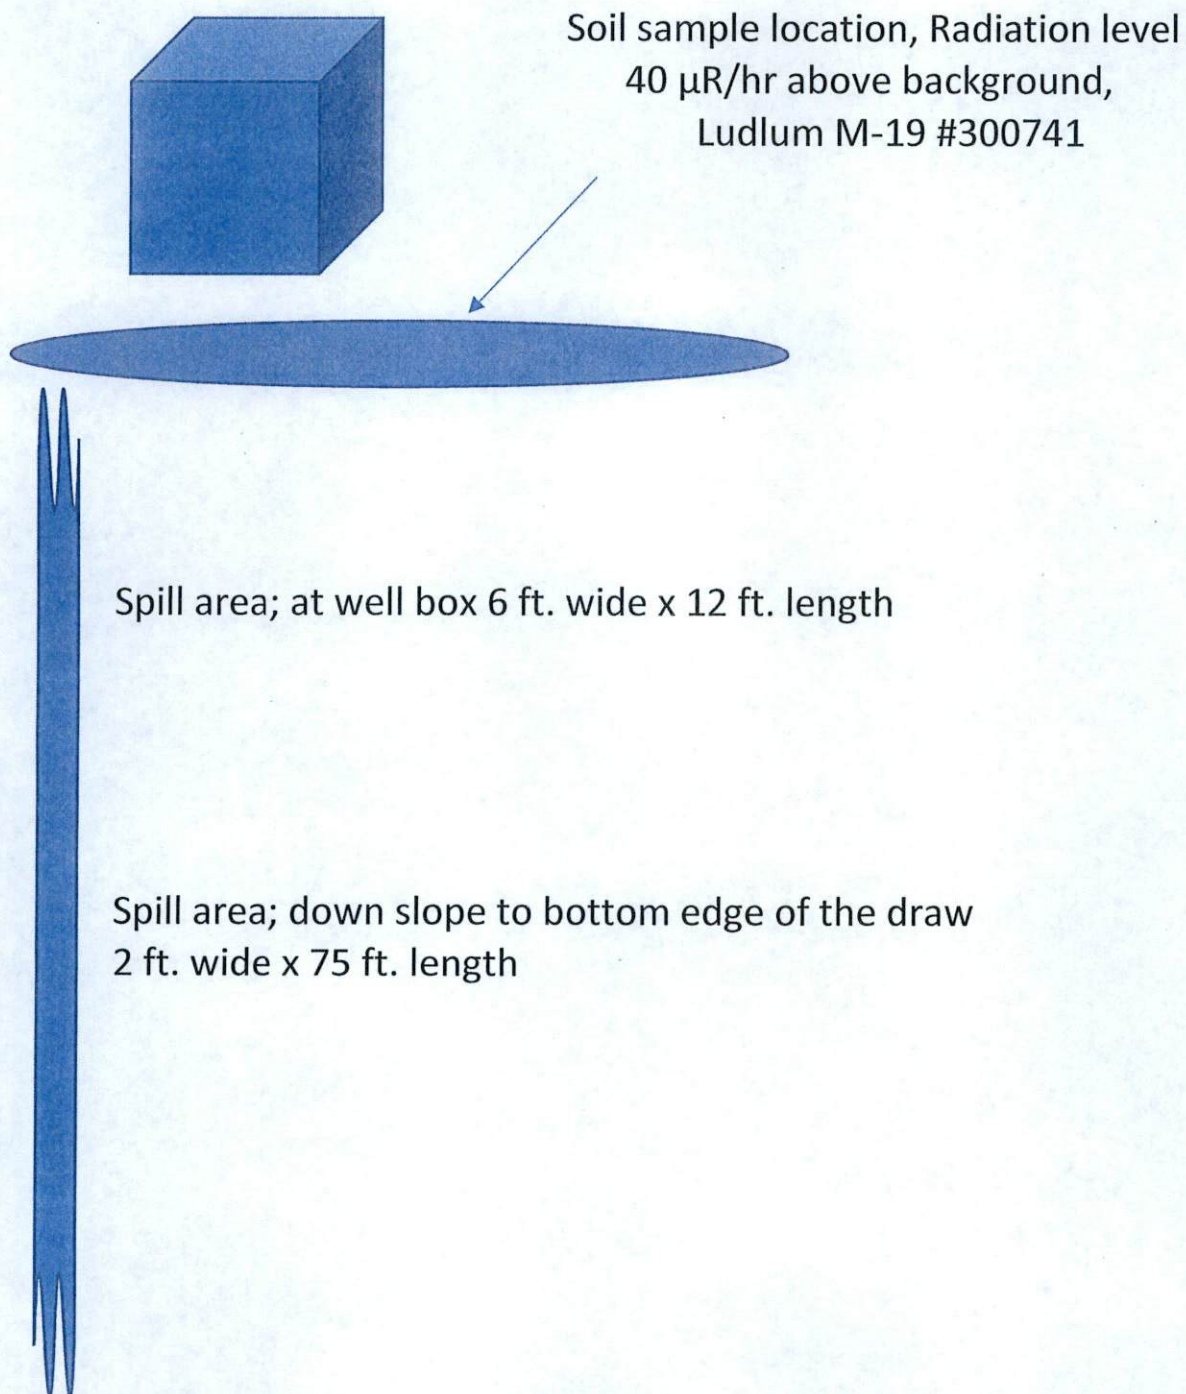 Soil sample location, Radiation level
40 µR/hr above background,
Ludlum M-19 #300741
Spill area; at well box 6 ft. wide x 12 ft. length
Spill area; down slope to bottom edge of the draw
2 ft. wide x 75 ft. length